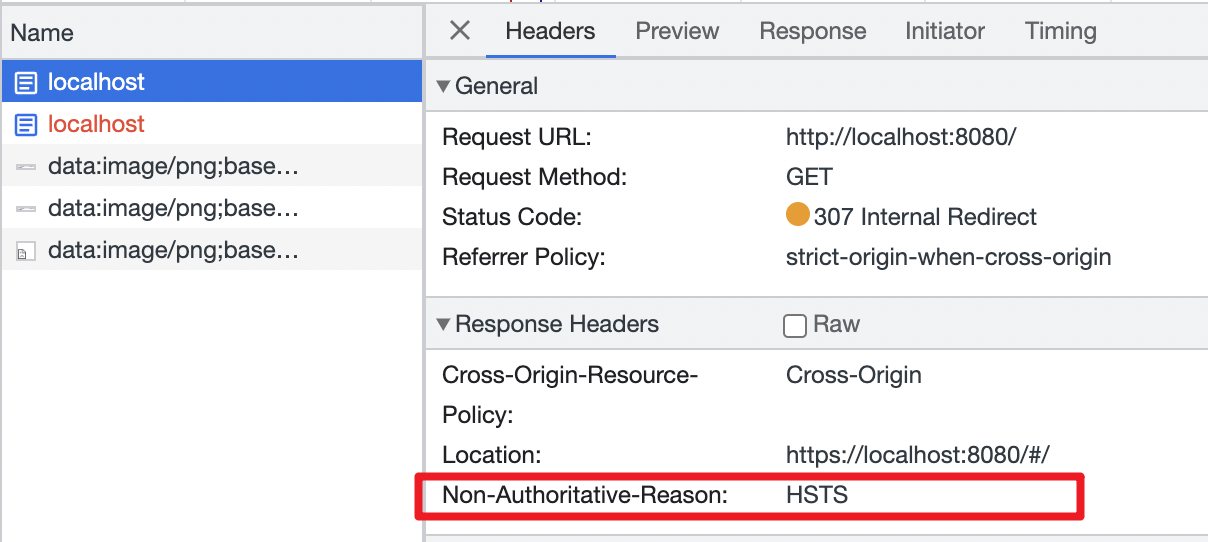 Name
Headers Preview Response Initiator Timing
localhost
General
localhost
Request URL: http://localhost:8080/
data:image/png;base…
Request Method: GET
data:image/png;base…
Status Code: 307 Internal Redirect
data:image/png;base…
Referrer Policy: strict-origin-when-cross-origin
Response Headers Raw
Cross-Origin-Resource-
Policy: Cross-Origin
Location: https://localhost:8080/#/
Non-Authoritative-Reason: HSTS